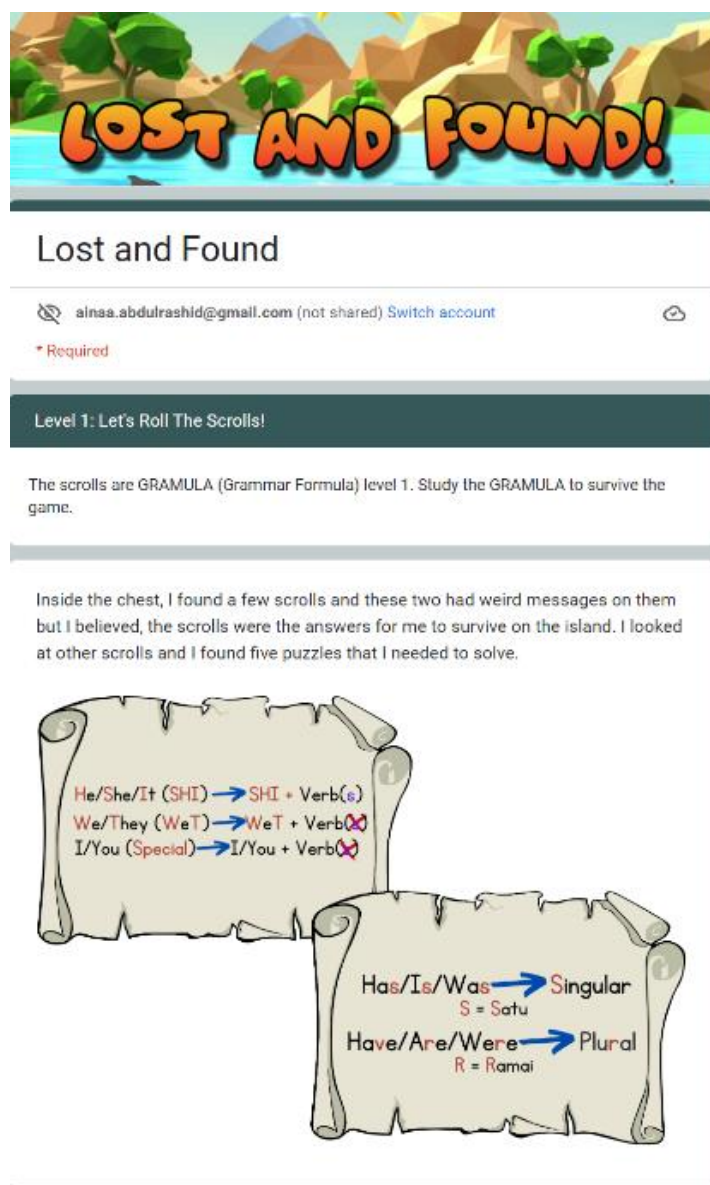 LOST AND FOUND!
Lost and Found
ainaa.abdulrashid@gmail.com (not shared) Switch account
* Required
Level 1: Let's Roll The Scrolls!
The scrolls are GRAMULA (Grammar Formula) level 1. Study the GRAMULA to survive the
game.
Inside the chest, I found a few scrolls and these two had weird messages on them
but I believed, the scrolls were the answers for me to survive on the island. I looked
at other scrolls and I found five puzzles that I needed to solve.
He/She/It (SHI) → SHI + Verb(s)
We/They (WeT) → WeT + Verb(s)
I/You (Special) → I/You + Verb(s)
Has/Is/Was → Singular
S = Satu
Have/Are/Were → Plural
R = Ramai